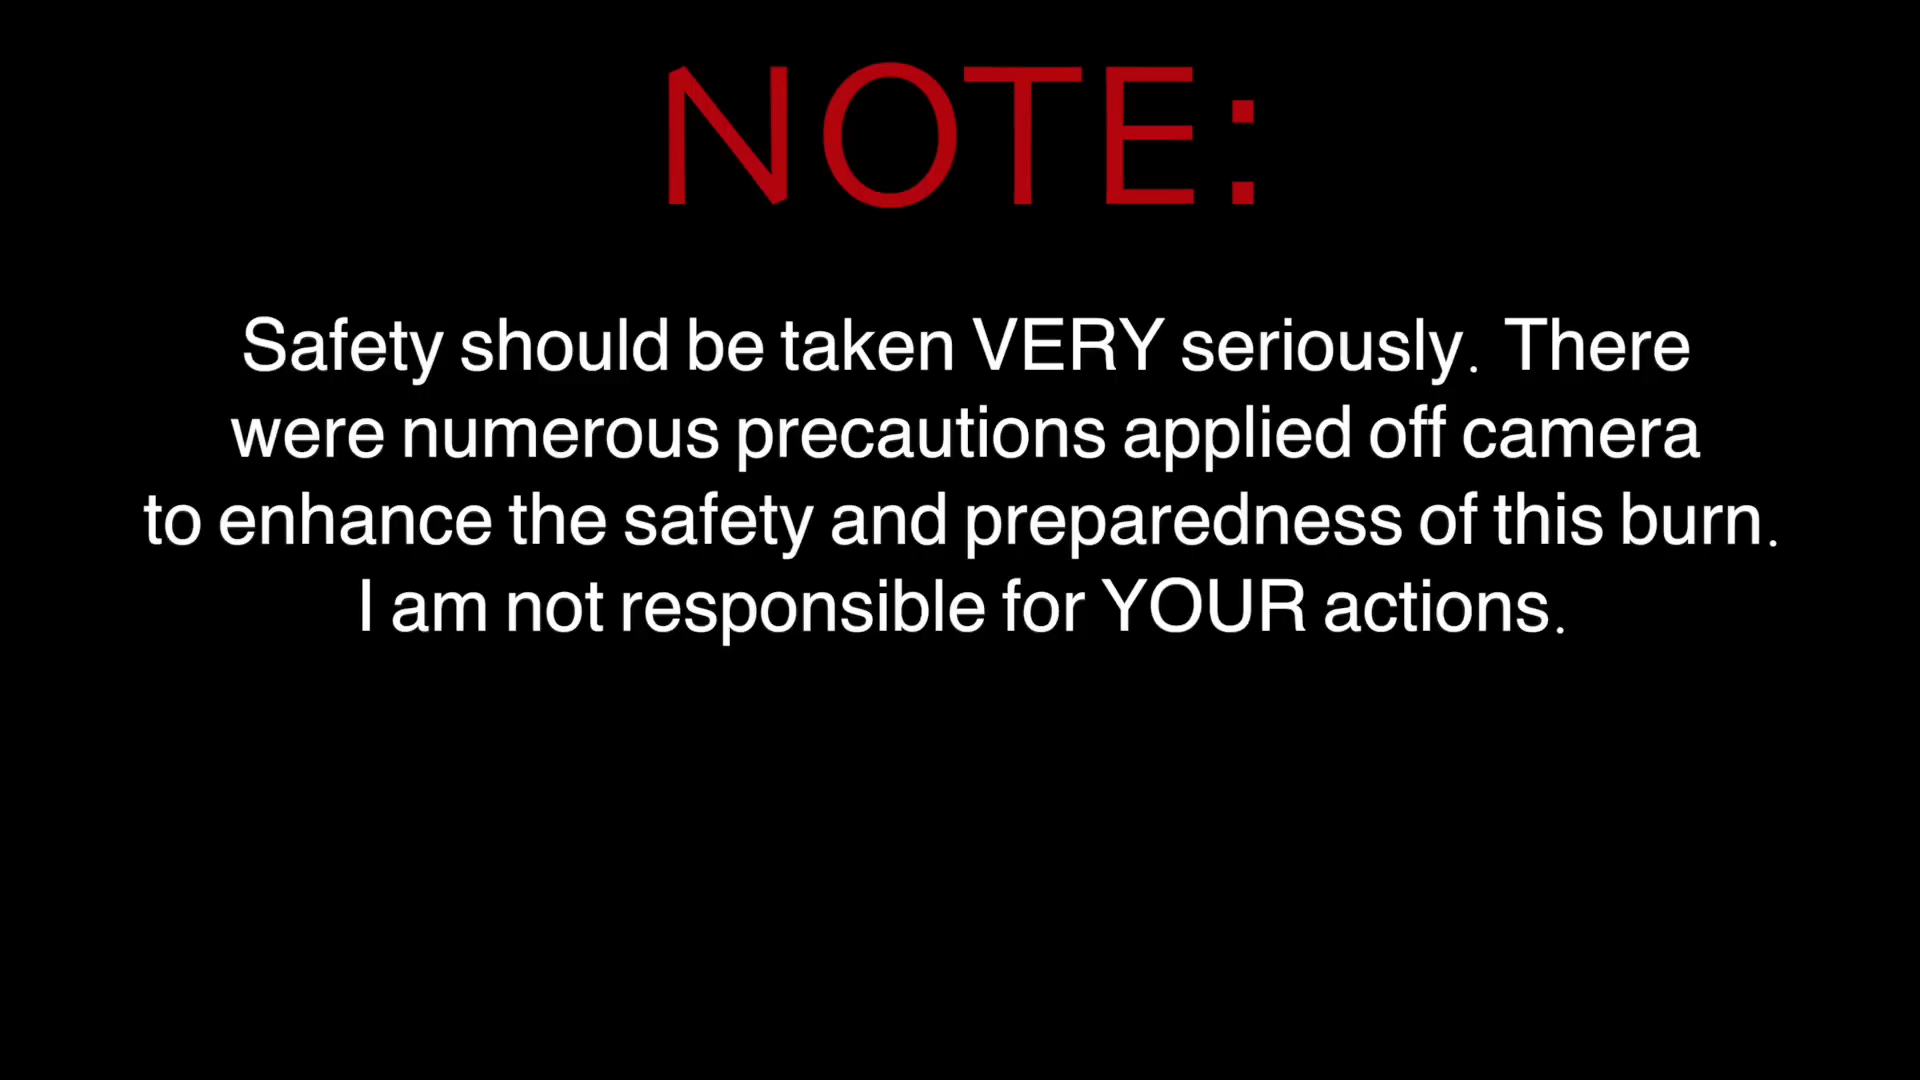 NOTE:
Safety should be taken VERY seriously. There
were numerous precautions applied off camera
to enhance the safety and preparedness of this burn.
I am not responsible for YOUR actions.